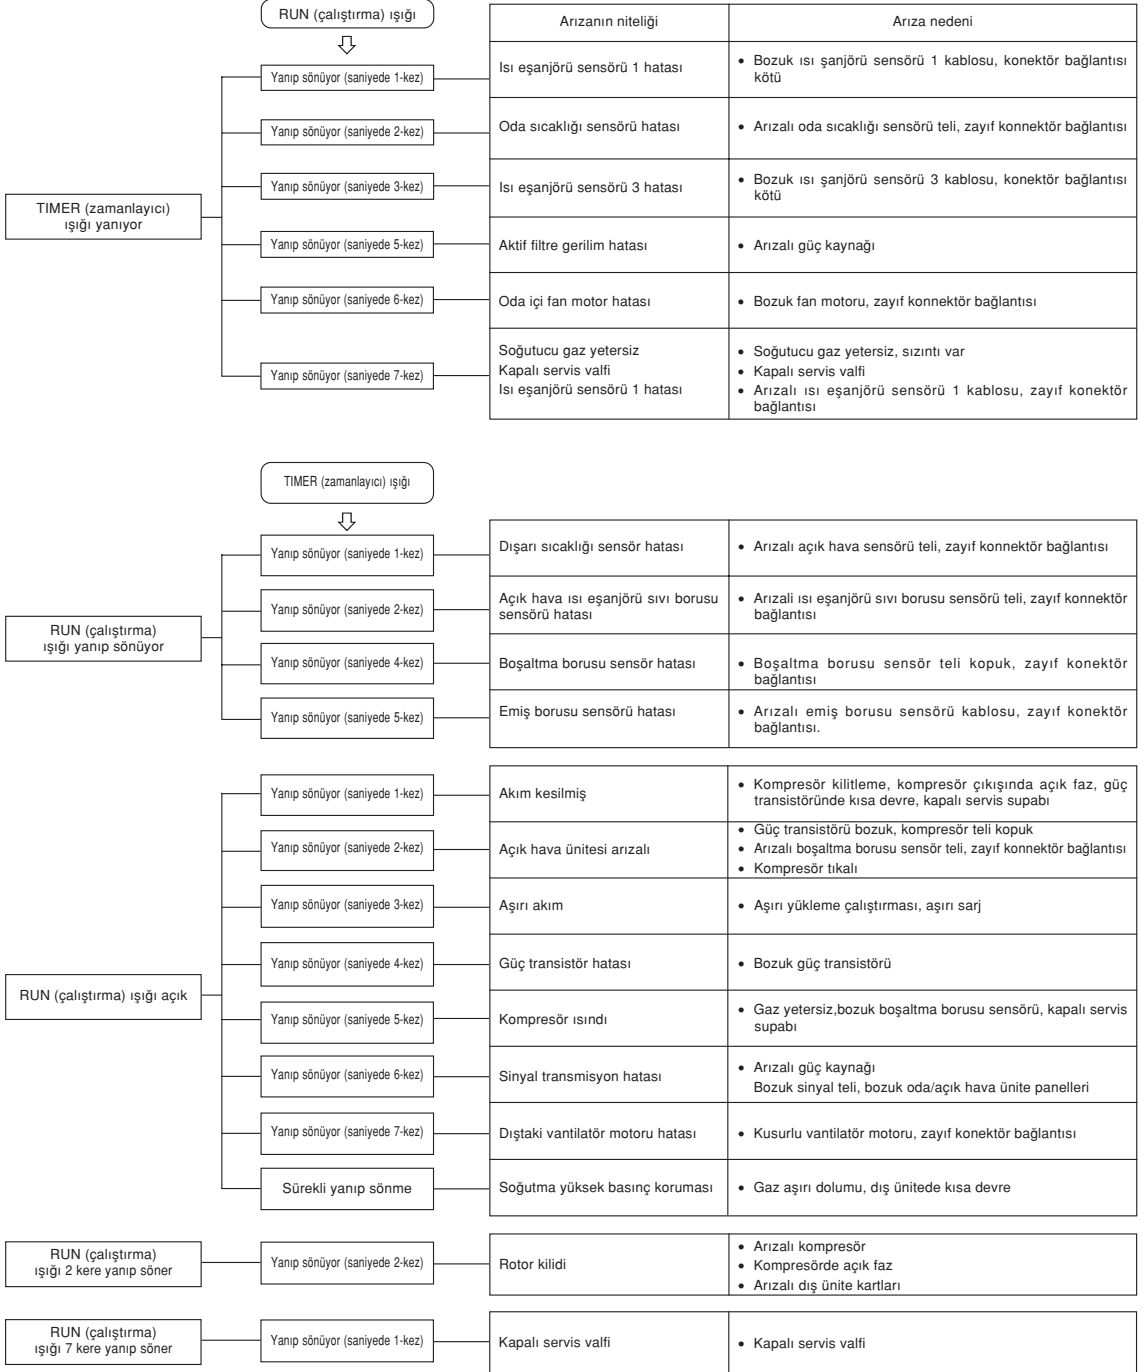 RUN (çalıştırma) ışığı
Arızanın niteliği
Arıza nedeni
TIMER (zamanlayıcı)
ışığı yanıyor
Yanıp sönüyor (saniyede 1-kez)
Isı eşanjörü sensörü 1 hatası
• Bozuk ısı şanjörü sensörü 1 kablosu, konektör bağlantısı
kötü
Yanıp sönüyor (saniyede 2-kez)
Oda sıcaklığı sensörü hatası
• Arızalı oda sıcaklığı sensörü teli, zayıf konnektör bağlantısı
Yanıp sönüyor (saniyede 3-kez)
Isı eşanjörü sensörü 3 hatası
• Bozuk ısı şanjörü sensörü 3 kablosu, konektör bağlantısı
kötü
Yanıp sönüyor (saniyede 5-kez)
Aktif filtre gerilim hatası
• Arızalı güç kaynağı
Yanıp sönüyor (saniyede 6-kez)
Oda içi fan motor hatası
• Bozuk fan motoru, zayıf konnektör bağlantısı
Yanıp sönüyor (saniyede 7-kez)
Soğutucu gaz yetersiz
Kapalı servis valfi
Isı eşanjörü sensörü 1 hatası
• Soğutucu gaz yetersiz, sızıntı var
• Kapalı servis valfi
• Arızalı ısı eşanjörü sensörü 1 kablosu, zayıf konektör
bağlantısı
TIMER (zamanlayıcı) ışığı
RUN (çalıştırma)
ışığı yanıp sönüyor
Yanıp sönüyor (saniyede 1-kez)
Dışarı sıcaklığı sensör hatası
• Arızalı açık hava sensörü teli, zayıf konnektör bağlantısı
Yanıp sönüyor (saniyede 2-kez)
Açık hava ısı eşanjörü sıvı borusu
sensörü hatası
• Arızali ısı eşanjörü sıvı borusu sensörü teli, zayıf konnektör
bağlantısı
Yanıp sönüyor (saniyede 4-kez)
Boşaltma borusu sensör hatası
• Boşaltma borusu sensör teli kopuk, zayıf konektör
bağlantısı
Yanıp sönüyor (saniyede 5-kez)
Emiş borusu sensörü hatası
• Arızalı emiş borusu sensörü kablosu, zayıf konektör
bağlantısı.
RUN (çalıştırma) ışığı açık
Yanıp sönüyor (saniyede 1-kez)
Akım kesilmiş
• Kompresör kilitleme, kompresör çıkışında açık faz, güç
transistöründe kısa devre, kapalı servis supabı
Yanıp sönüyor (saniyede 2-kez)
Açık hava ünitesi arızalı
• Güç transistörü bozuk, kompresör teli kopuk
• Arızalı boşaltma borusu sensör teli, zayıf konnektör bağlantısı
• Kompresör tıkalı
Yanıp sönüyor (saniyede 3-kez)
Aşırı akım
• Aşırı yükleme çalıştırması, aşırı sarj
Yanıp sönüyor (saniyede 4-kez)
Güç transistör hatası
• Bozuk güç transistörü
Yanıp sönüyor (saniyede 5-kez)
Kompresör ısındı
• Gaz yetersiz,bozuk boşaltma borusu sensörü, kapalı servis
supabı
Yanıp sönüyor (saniyede 6-kez)
Sinyal transmisyon hatası
• Arızalı güç kaynağı
Bozuk sinyal teli, bozuk oda/açık hava ünite panelleri
Yanıp sönüyor (saniyede 7-kez)
Dıştaki vantilatör motoru hatası
• Kusurlu vantilatör motoru, zayıf konektör bağlantısı
Sürekli yanıp sönme
Soğutma yüksek basınç koruması
• Gaz aşırı dolumu, dış ünitede kısa devre
RUN (çalıştırma)
ışığı 2 kere yanıp söner
Yanıp sönüyor (saniyede 2-kez)
Rotor kilidi
• Arızalı kompresör
• Kompresörde açık faz
• Arızalı dış ünite kartları
RUN (çalıştırma)
ışığı 7 kere yanıp söner
Yanıp sönüyor (saniyede 1-kez)
Kapalı servis valfi
• Kapalı servis valfi